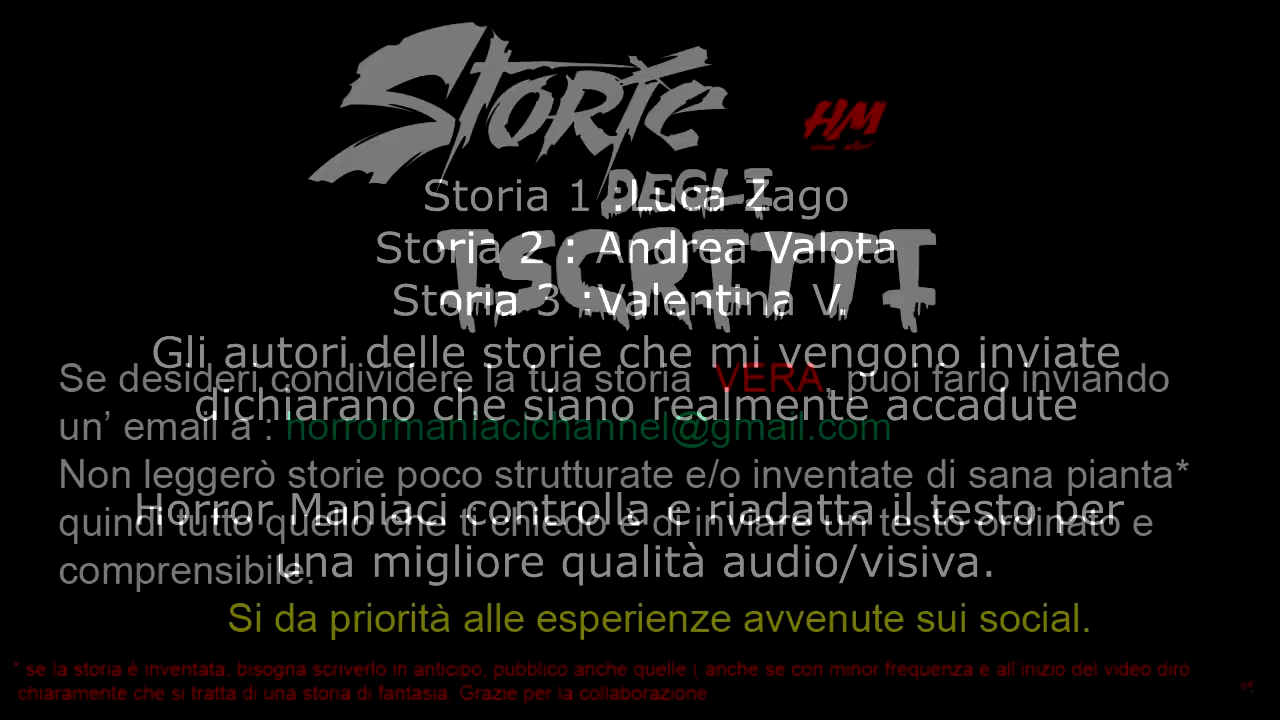 Storie
HM
DEGLI
Storia 1 :Luca Zago
ISCRITTI
Storia 2 : Andrea Valota
Storia 3 :Valentina V.
Gli autori delle storie che mi vengono inviate
dichiarano che siano realmente accadute
Horror Maniaci controlla e riadatta il testo per
una migliore qualità audio/visiva.
Se desideri condividere la tua storia VERA, puoi farlo inviando
un’ email a : horrormaniacichannel@gmail.com
Non leggerò storie poco strutturate e/o inventate di sana pianta*
quindi tutto quello che ti chiedo è di inviare un testo ordinato e
comprensibile.
Si da priorità alle esperienze avvenute sui social.
* se la storia è inventata, bisogna scriverlo in anticipo, pubblico anche quelle ( anche se con minor frequenza e all'inizio del video dirò
chiaramente che si tratta di una storia di fantasia. Grazie per la collaborazione